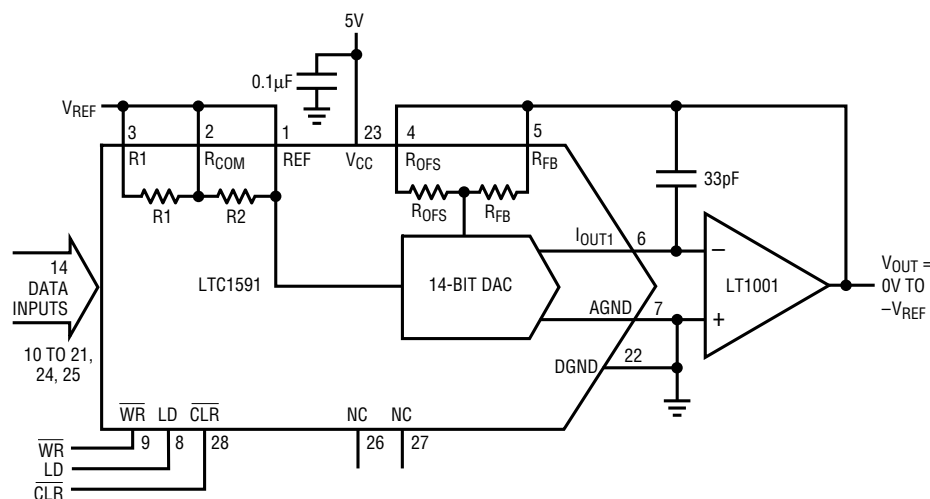 5V
0.1µF
VREF
3
2
1
23
4
5
R1
RCOM
REF
VCC
ROFS
RFB
33pF
R1
R2
ROFS
RFB
IOUT1
6
–
14
DATA
INPUTS
LTC1591
14-BIT DAC
LT1001
VOUT =
0V TO
–VREF
AGND
7
+
10 TO 21,
24, 25
DGND
22
WR
LD
CLR
NC
NC
9
8
28
26
27
WR
LD
CLR